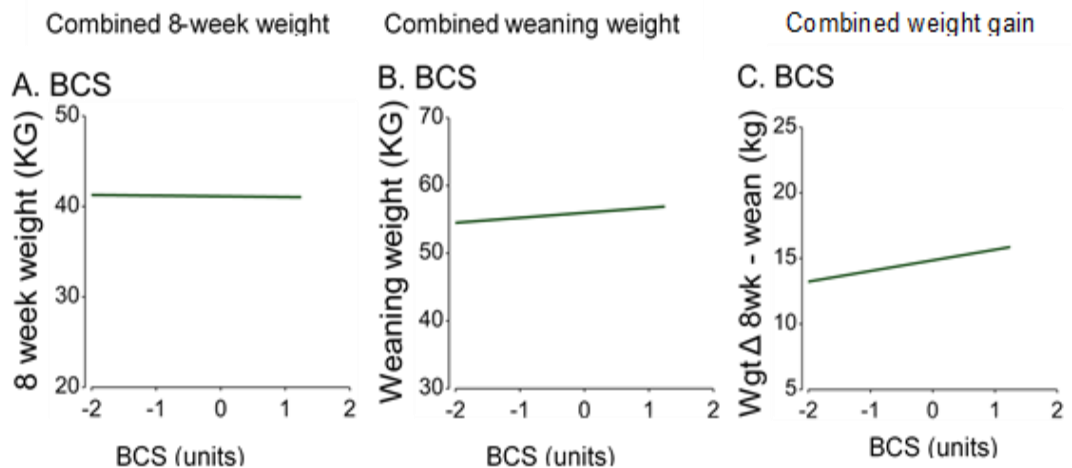 Combined 8-week weight
Combined weaning weight
Combined weight gain
A. BCS
8 week weight (KG)
50
40
30
20
-2 -1 0 1 2
BCS (units)
B. BCS
Weaning weight (KG)
70
60
50
40
30
-2 -1 0 1 2
BCS (units)
C. BCS
Wgt Δ 8wk - wean (kg)
25
20
15
10
5
-2 -1 0 1 2
BCS (units)